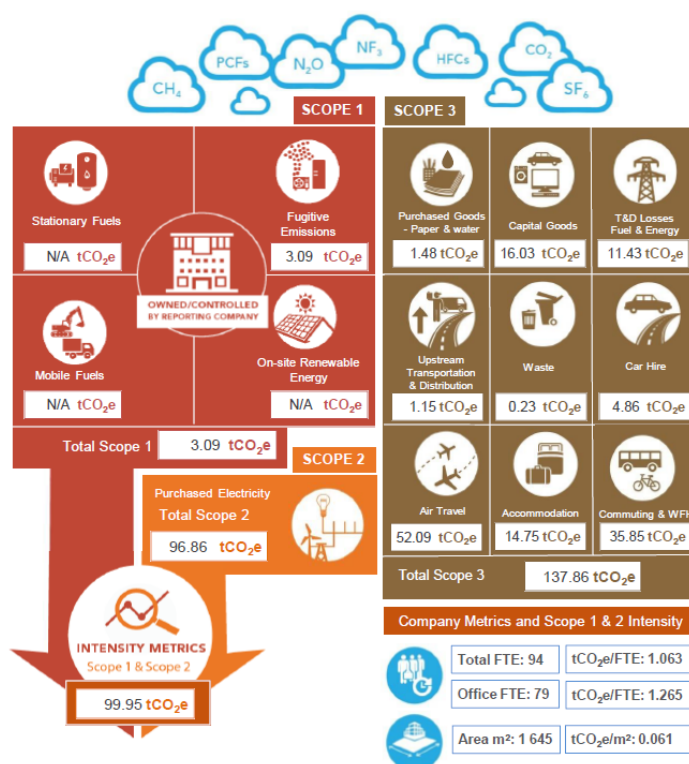 CH₄
PCFs
N₂O
NF₃
HFCs
CO₂
SF₆
SCOPE 1
Stationary Fuels
N/A tCO₂e
Fugitive
Emissions
3.09 tCO₂e
OWNED/CONTROLLED
BY REPORTING COMPANY
Mobile Fuels
N/A tCO₂e
On-site Renewable
Energy
N/A tCO₂e
Total Scope 1 3.09 tCO₂e
SCOPE 2
Purchased Electricity
Total Scope 2
96.86 tCO₂e
INTENSITY METRICS
Scope 1 & Scope 2
99.95 tCO₂e
SCOPE 3
Purchased Goods
- Paper & water
1.48 tCO₂e
Capital Goods
16.03 tCO₂e
T&D Losses
Fuel & Energy
11.43 tCO₂e
Upstream
Transportation
& Distribution
1.15 tCO₂e
Waste
0.23 tCO₂e
Car Hire
4.86 tCO₂e
Air Travel
52.09 tCO₂e
Accommodation
14.75 tCO₂e
Commuting & WFH
35.85 tCO₂e
Total Scope 3 137.86 tCO₂e
Company Metrics and Scope 1 & 2 Intensity
Total FTE: 94 tCO₂e/FTE: 1.063
Office FTE: 79 tCO₂e/FTE: 1.265
Area m²: 1 645 tCO₂e/m²: 0.061